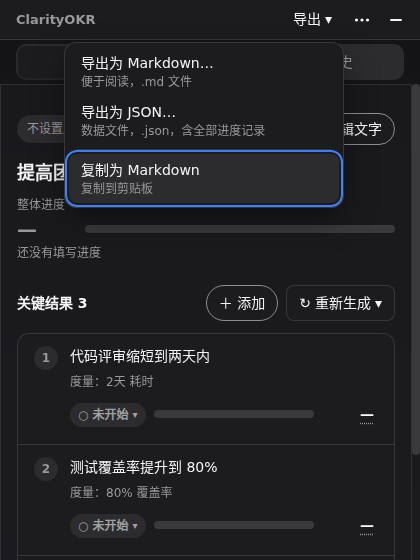 ClarityOKR
导出 ▾
导出为 Markdown…
便于阅读，.md 文件
导出为 JSON…
数据文件，.json，含全部进度记录
复制为 Markdown
复制到剪贴板
史
不设置
辑文字
提高团
整体进度
—
还没有填写进度
关键结果 3
＋ 添加
↻ 重新生成 ▾
1
代码评审缩短到两天内
度量：2天 耗时
○ 未开始 ▾
—
2
测试覆盖率提升到 80%
度量：80% 覆盖率
○ 未开始 ▾
—